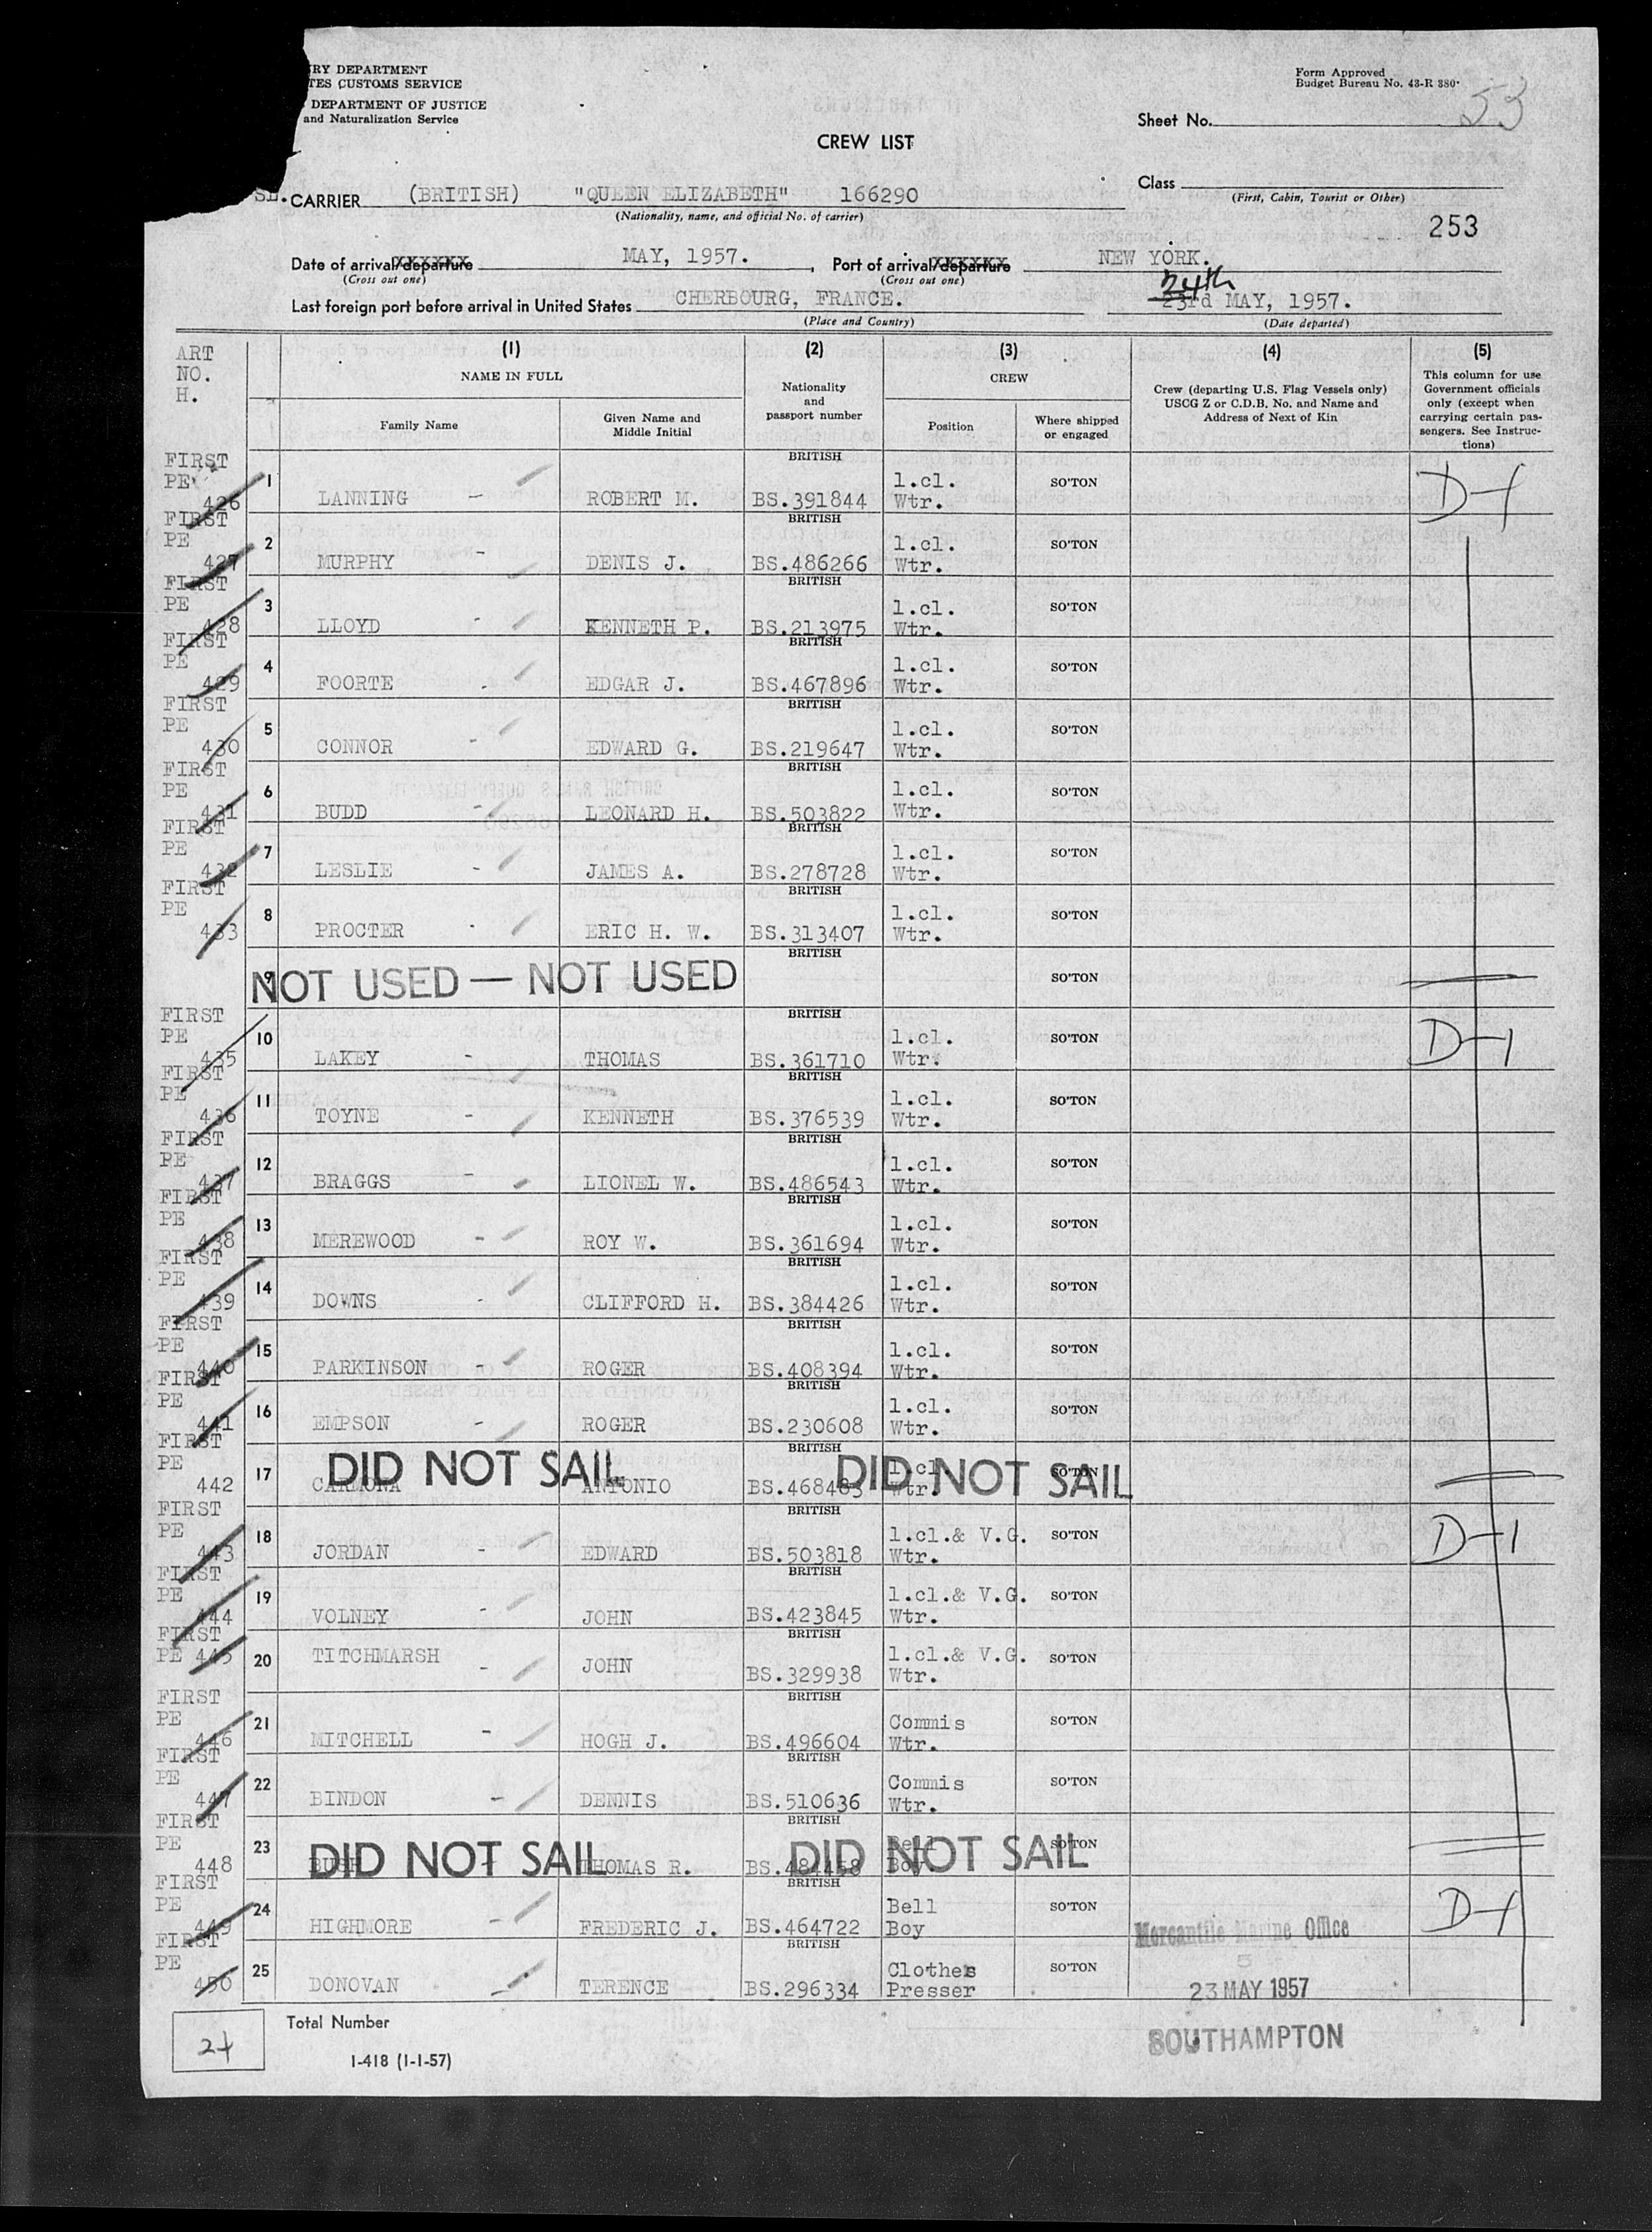 RY DEPARTMENT
TES CUSTOMS SERVICE
DEPARTMENT OF JUSTICE
and Naturalization Service
Form Approved
Budget Bureau No. 43-R 380
Sheet No. 53
CREW LIST
CARRIER (BRITISH) "QUEEN ELIZABETH" 166290
(Nationality, name, and official No. of carrier)
Class
(First, Cabin, Tourist or Other)
253
Date of arrival/departure MAY, 1957. , Port of arrival/departure NEW YORK.
(Cross out one) (Cross out one)
24th
Last foreign port before arrival in United States CHERBOURG, FRANCE. 23rd MAY, 1957.
(Place and Country) (Date departed)
ART NO. H.
(1) (2) (3) (4) (5)
NAME IN FULL
Family Name
Given Name and Middle Initial
Nationality and passport number
CREW
Position
Where shipped or engaged
Crew (departing U.S. Flag Vessels only) USCG Z or C.D.B. No. and Name and Address of Next of Kin
This column for use Government officials only (except when carrying certain passengers. See Instructions)
FIRST PE 426 1 LANNING - ROBERT M. BRITISH BS.391844 1.cl. Wtr. SO'TON D-1
FIRST PE 427 2 MURPHY - DENIS J. BRITISH BS.486266 1.cl. Wtr. SO'TON
FIRST PE 428 3 LLOYD - KENNETH P. BRITISH BS.213975 1.cl. Wtr. SO'TON
FIRST PE 429 4 FOORTE - EDGAR J. BRITISH BS.467896 1.cl. Wtr. SO'TON
FIRST PE 430 5 CONNOR - EDWARD G. BRITISH BS.219647 1.cl. Wtr. SO'TON
FIRST PE 431 6 BUDD - LEONARD H. BRITISH BS.503822 1.cl. Wtr. SO'TON
FIRST PE 432 7 LESLIE - JAMES A. BRITISH BS.278728 1.cl. Wtr. SO'TON
FIRST PE 433 8 PROCTER - ERIC H. W. BRITISH BS.313407 1.cl. Wtr. SO'TON
9 NOT USED — NOT USED BRITISH SO'TON
FIRST PE 435 10 LAKEY - THOMAS BRITISH BS.361710 1.cl. Wtr. SO'TON D-1
FIRST PE 436 11 TOYNE - KENNETH BRITISH BS.376539 1.cl. Wtr. SO'TON
FIRST PE 437 12 BRAGGS - LIONEL W. BRITISH BS.486543 1.cl. Wtr. SO'TON
FIRST PE 438 13 MEREWOOD - ROY W. BRITISH BS.361694 1.cl. Wtr. SO'TON
FIRST PE 439 14 DOWNS - CLIFFORD H. BRITISH BS.384426 1.cl. Wtr. SO'TON
FIRST PE 440 15 PARKINSON - ROGER BRITISH BS.408394 1.cl. Wtr. SO'TON
FIRST PE 441 16 EMPSON - ROGER BRITISH BS.230608 1.cl. Wtr. SO'TON
FIRST PE 442 17 CARDONA ANTONIO BRITISH BS.468483 1.cl. Wtr. SO'TON DID NOT SAIL DID NOT SAIL
FIRST PE 443 18 JORDAN - EDWARD BRITISH BS.503818 1.cl.& V.G. Wtr. SO'TON D-1
FIRST PE 444 19 VOLNEY - JOHN BRITISH BS.423845 1.cl.& V.G. Wtr. SO'TON
FIRST PE 445 20 TITCHMARSH - JOHN BRITISH BS.329938 1.cl.& V.G. Wtr. SO'TON
FIRST PE 446 21 MITCHELL - HOGH J. BRITISH BS.496604 Commis Wtr. SO'TON
FIRST PE 447 22 BINDON - DENNIS BRITISH BS.510636 Commis Wtr. SO'TON
FIRST PE 448 23 BUSH - THOMAS R. BRITISH BS.484458 Bell Boy SO'TON DID NOT SAIL DID NOT SAIL
FIRST PE 449 24 HIGHMORE - FREDERIC J. BRITISH BS.464722 Bell Boy SO'TON D-1
FIRST PE 450 25 DONOVAN - TERENCE BRITISH BS.296334 Clothes Presser SO'TON
Mercantile Marine Office
5
23 MAY 1957
SOUTHAMPTON
24 Total Number
I-418 (1-1-57)